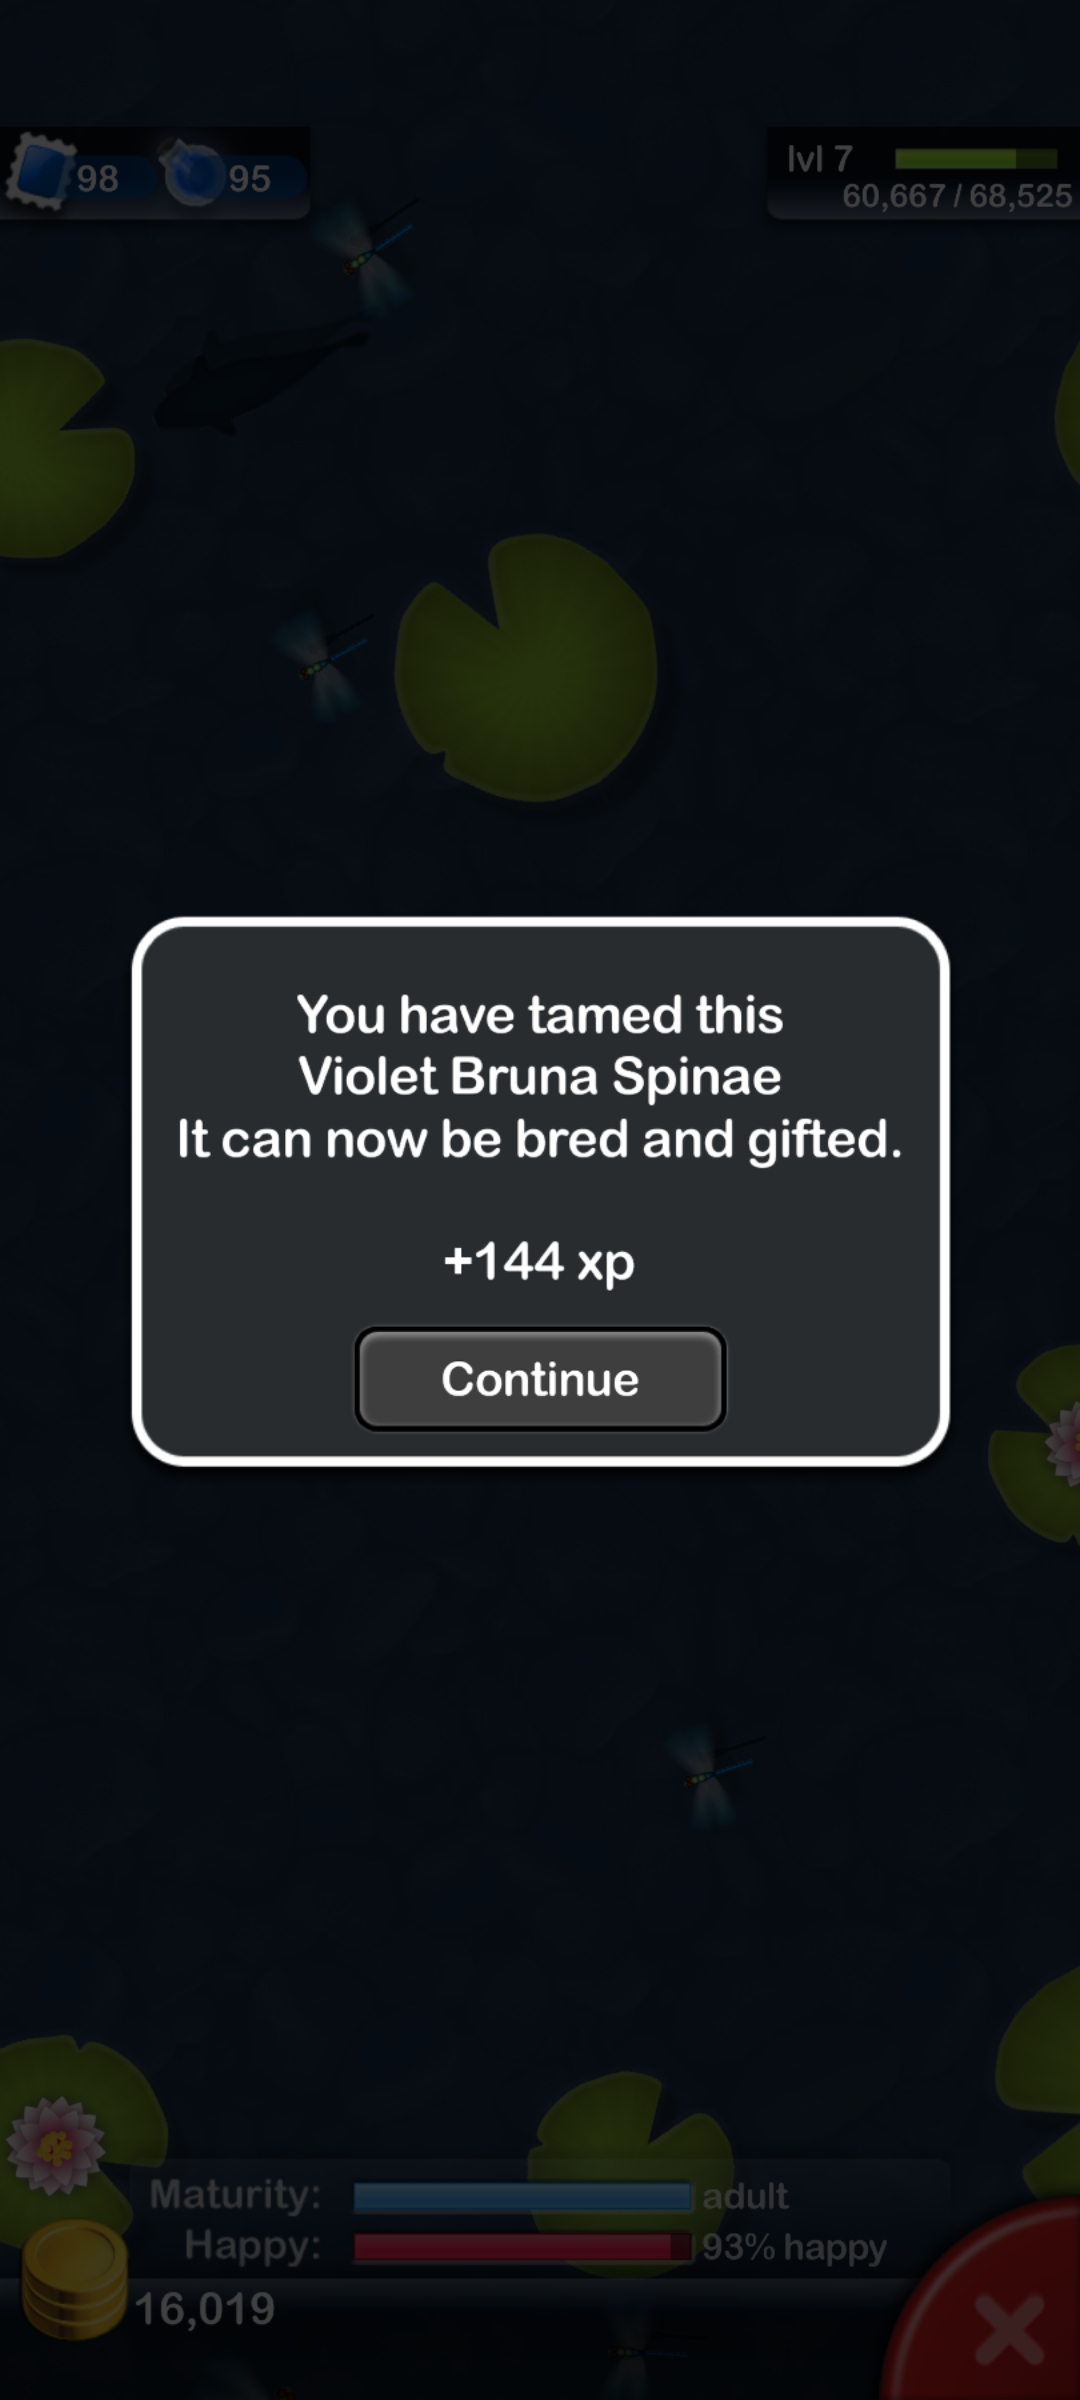 98 95
lvl 7
60,667 / 68,525
You have tamed this
Violet Bruna Spinae
It can now be bred and gifted.
+144 xp
Continue
Maturity: adult
Happy: 93% happy
16,019